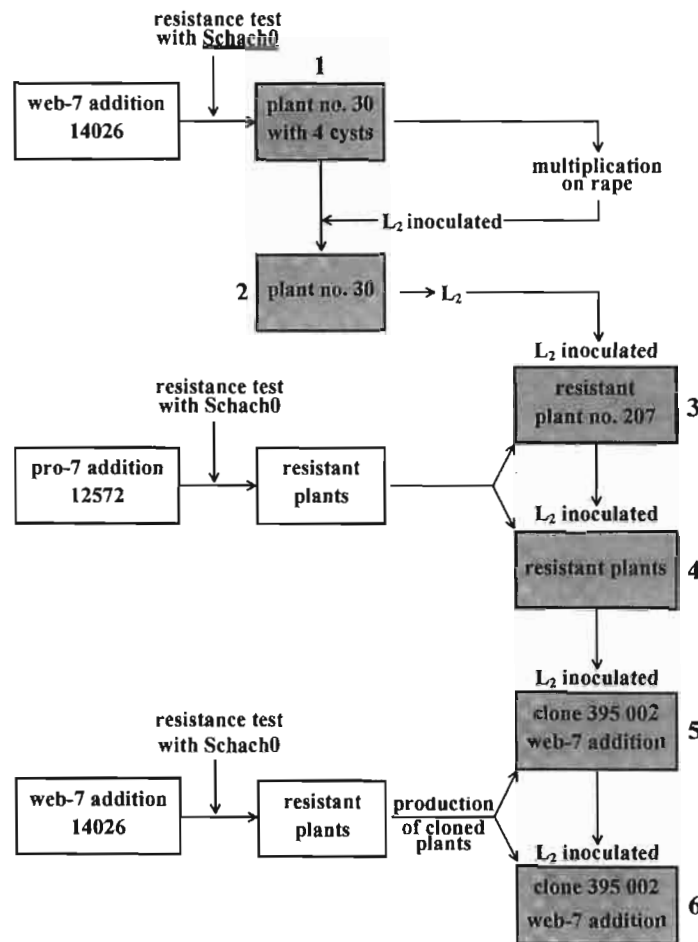 resistance test
with Schach0
1
web-7 addition
14026
plant no. 30
with 4 cysts
multiplication
on rape
L₂ inoculated
2
plant no. 30
L₂
L₂ inoculated
resistant
plant no. 207
3
resistance test
with Schach0
pro-7 addition
12572
resistant
plants
L₂ inoculated
resistant plants
4
L₂ inoculated
clone 395 002
web-7 addition
5
resistance test
with Schach0
web-7 addition
14026
resistant
plants
production
of cloned
plants
L₂ inoculated
clone 395 002
web-7 addition
6